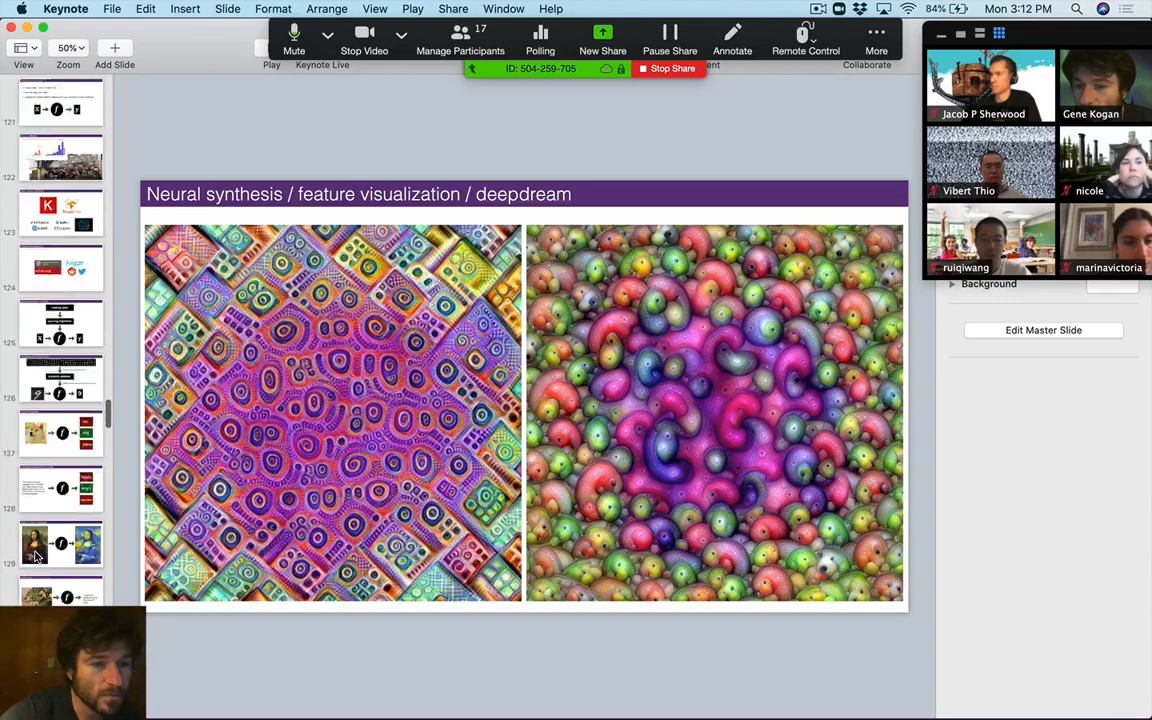 Keynote File Edit Insert Format Arrange View Play Share Window Help 84% Mon 3:12 PM
50%
View Zoom Add Slide Play Keynote Live Collaborate
17
Mute Stop Video Manage Participants Polling New Share Pause Share Annotate Remote Control More
ID: 504-259-705 Stop Share
Jacob P Sherwood Gene Kogan
Vibert Thio nicole
ruiqiwang marinavictoria
Background
Edit Master Slide
Neural synthesis / feature visualization / deepdream
X f y
121
122
K
123
124
X f y
125
f
126
f
127
f
128
f
129
f